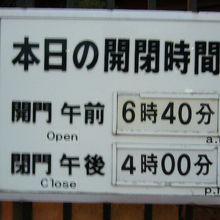 本日の開閉時間
開門 午前 6時40分
Open a.
閉門 午後 4時00分
Close p.